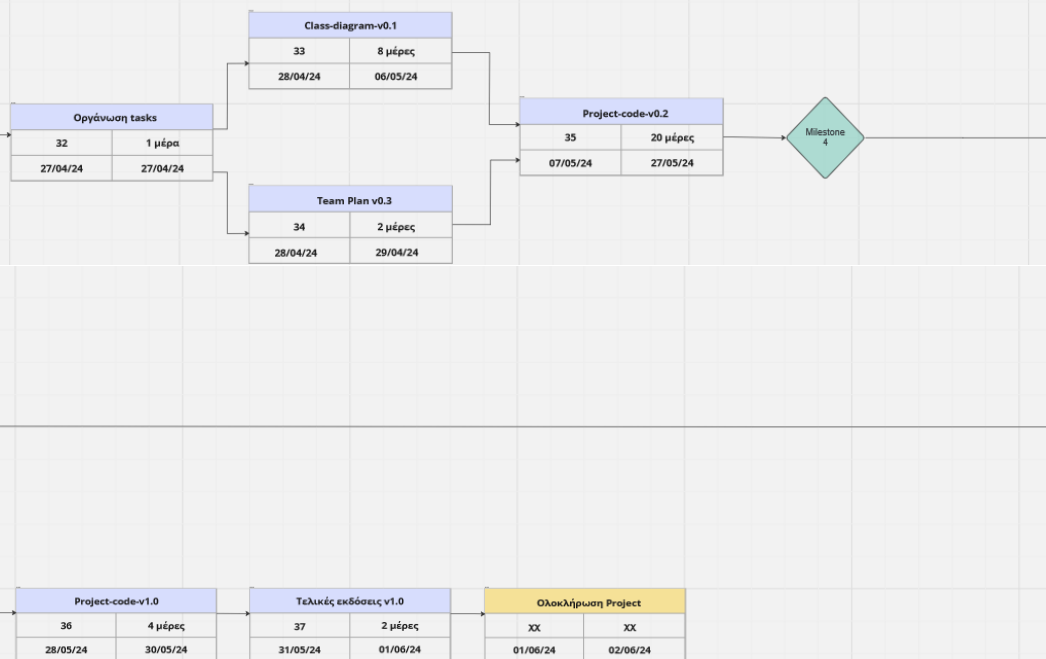 Class-diagram-v0.1
33 8 μέρες
28/04/24 06/05/24
Οργάνωση tasks
32 1 μέρα
27/04/24 27/04/24
Team Plan v0.3
34 2 μέρες
28/04/24 29/04/24
Project-code-v0.2
35 20 μέρες
07/05/24 27/05/24
Milestone
4
Project-code-v1.0
36 4 μέρες
28/05/24 30/05/24
Τελικές εκδόσεις v1.0
37 2 μέρες
31/05/24 01/06/24
Ολοκλήρωση Project
XX XX
01/06/24 02/06/24